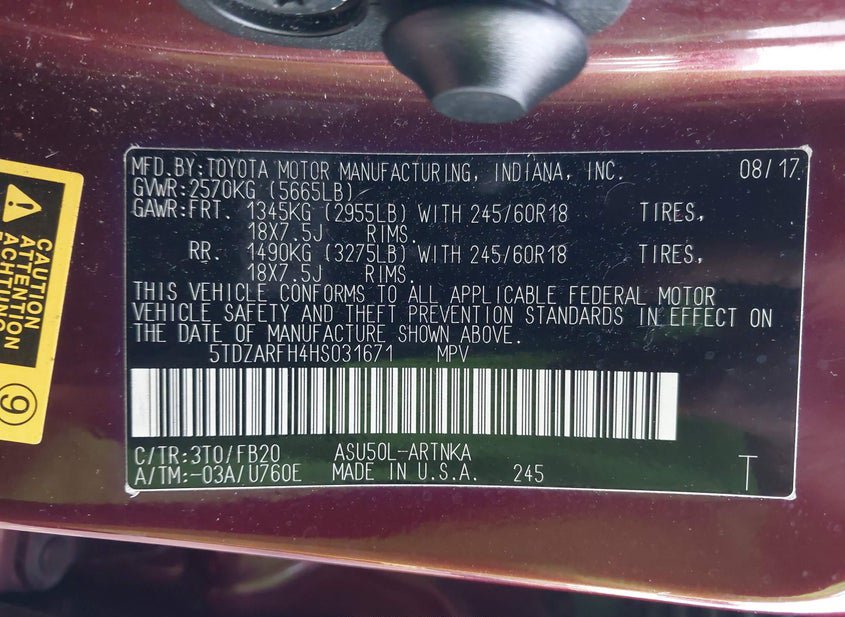 MFD.BY:TOYOTA MOTOR MANUFACTURING, INDIANA, INC. 08/17
GVWR:2570KG (5665LB)
GAWR:FRT. 1345KG (2955LB) WITH 245/60R18 TIRES,
18X7.5J RIMS.
RR. 1490KG (3275LB) WITH 245/60R18 TIRES,
18X7.5J RIMS.
THIS VEHICLE CONFORMS TO ALL APPLICABLE FEDERAL MOTOR
VEHICLE SAFETY AND THEFT PREVENTION STANDARDS IN EFFECT ON
THE DATE OF MANUFACTURE SHOWN ABOVE.
5TDZARFH4HS031671 MPV
C/TR:3T0/FB20 ASU50L-ARTNKA
A/TM:-03A/U760E MADE IN U.S.A. 245 T
CAUTION
ATTENTION
ACHTUNG
9